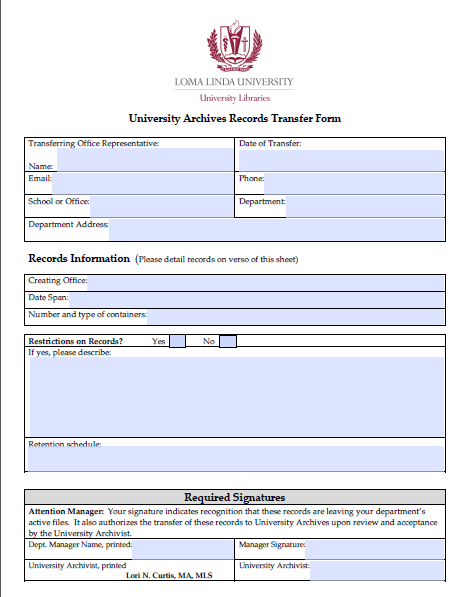 LOMA LINDA UNIVERSITY
University Libraries
University Archives Records Transfer Form
Transferring Office Representative:
Date of Transfer:
Name:
Email:
Phone:
School or Office:
Department:
Department Address:
Records Information (Please detail records on verso of this sheet)
Creating Office:
Date Span:
Number and type of containers:
Restrictions on Records? Yes No
If yes, please describe:
Retention schedule:
Required Signatures
Attention Manager: Your signature indicates recognition that these records are leaving your department's
active files. It also authorizes the transfer of these records to University Archives upon review and acceptance
by the University Archivist.
Dept. Manager Name, printed:
Manager Signature:
University Archivist, printed
University Archivist:
Lori N. Curtis, MA, MLS